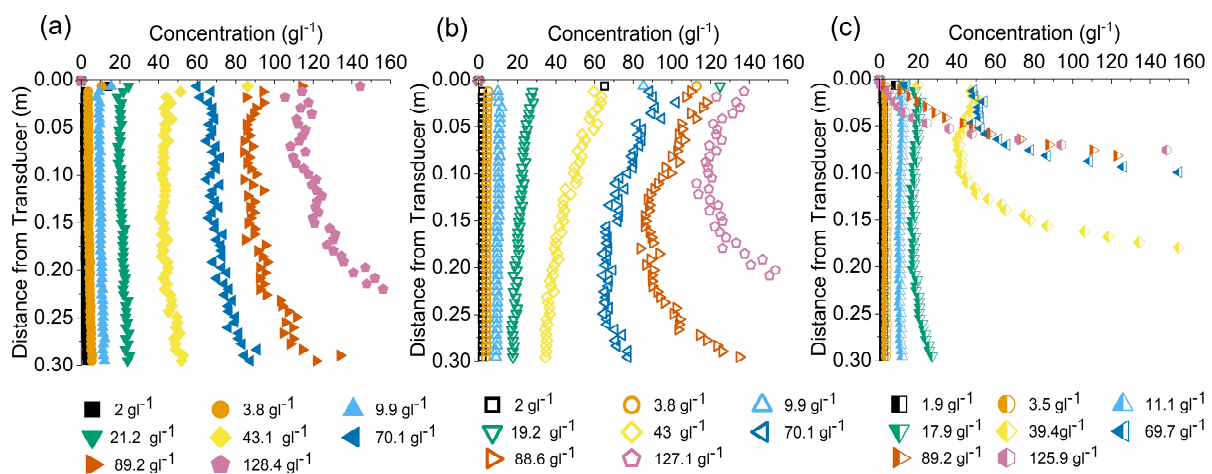 (a) Concentration (gl⁻¹)
0 20 40 60 80 100 120 140 160
Distance from Transducer (m)
0.00
0.05
0.10
0.15
0.20
0.25
0.30
2 gl⁻¹ 3.8 gl⁻¹ 9.9 gl⁻¹
21.2 gl⁻¹ 43.1 gl⁻¹ 70.1 gl⁻¹
89.2 gl⁻¹ 128.4 gl⁻¹
(b) Concentration (gl⁻¹)
0 20 40 60 80 100 120 140 160
Distance from Transducer (m)
0.00
0.05
0.10
0.15
0.20
0.25
0.30
2 gl⁻¹ 3.8 gl⁻¹ 9.9 gl⁻¹
19.2 gl⁻¹ 43 gl⁻¹ 70.1 gl⁻¹
88.6 gl⁻¹ 127.1 gl⁻¹
(c) Concentration (gl⁻¹)
0 20 40 60 80 100 120 140 160
Distance from Transducer (m)
0.00
0.05
0.10
0.15
0.20
0.25
0.30
1.9 gl⁻¹ 3.5 gl⁻¹ 11.1 gl⁻¹
17.9 gl⁻¹ 39.4gl⁻¹ 69.7 gl⁻¹
89.2 gl⁻¹ 125.9 gl⁻¹